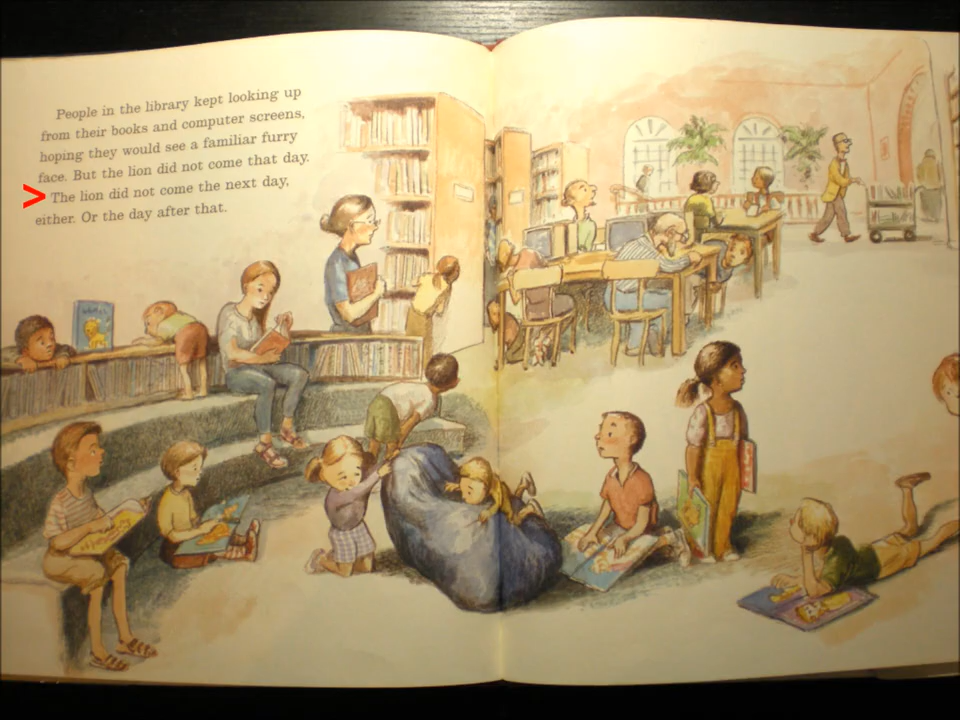 People in the library kept looking up
from their books and computer screens,
hoping they would see a familiar furry
face. But the lion did not come that day.
> The lion did not come the next day,
either. Or the day after that.